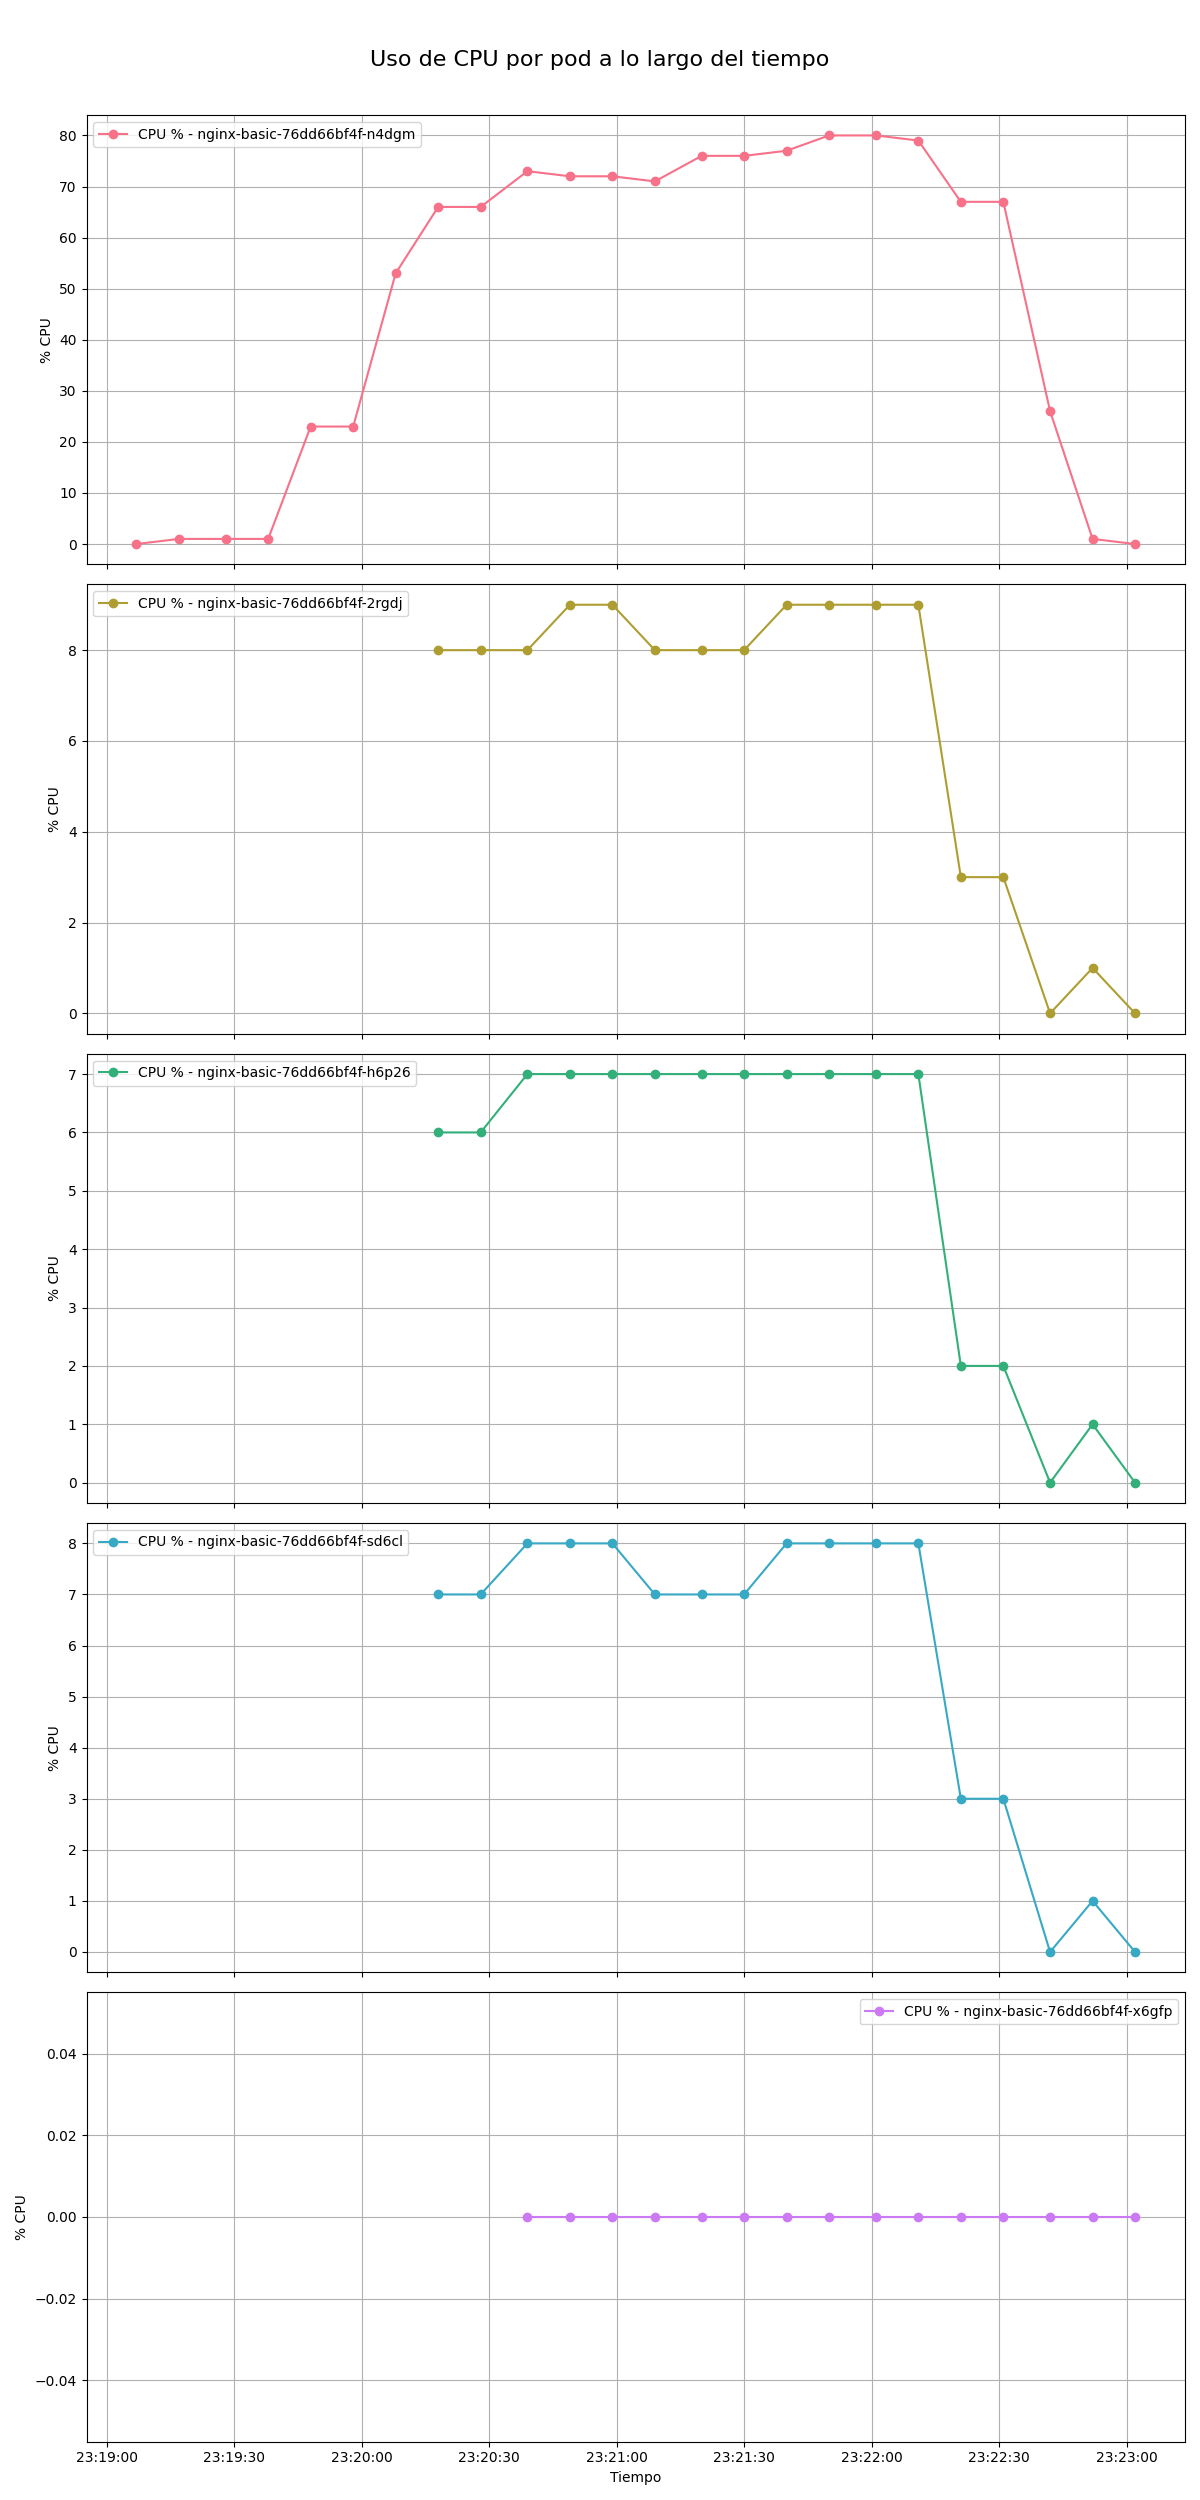 Uso de CPU por pod a lo largo del tiempo
CPU % - nginx-basic-76dd66bf4f-n4dgm
80
70
60
50
40
30
20
10
0
% CPU
CPU % - nginx-basic-76dd66bf4f-2rgdj
8
6
4
2
0
% CPU
CPU % - nginx-basic-76dd66bf4f-h6p26
7
6
5
4
3
2
1
0
% CPU
CPU % - nginx-basic-76dd66bf4f-sd6cl
8
7
6
5
4
3
2
1
0
% CPU
CPU % - nginx-basic-76dd66bf4f-x6gfp
0.04
0.02
0.00
−0.02
−0.04
% CPU
23:19:00 23:19:30 23:20:00 23:20:30 23:21:00 23:21:30 23:22:00 23:22:30 23:23:00
Tiempo